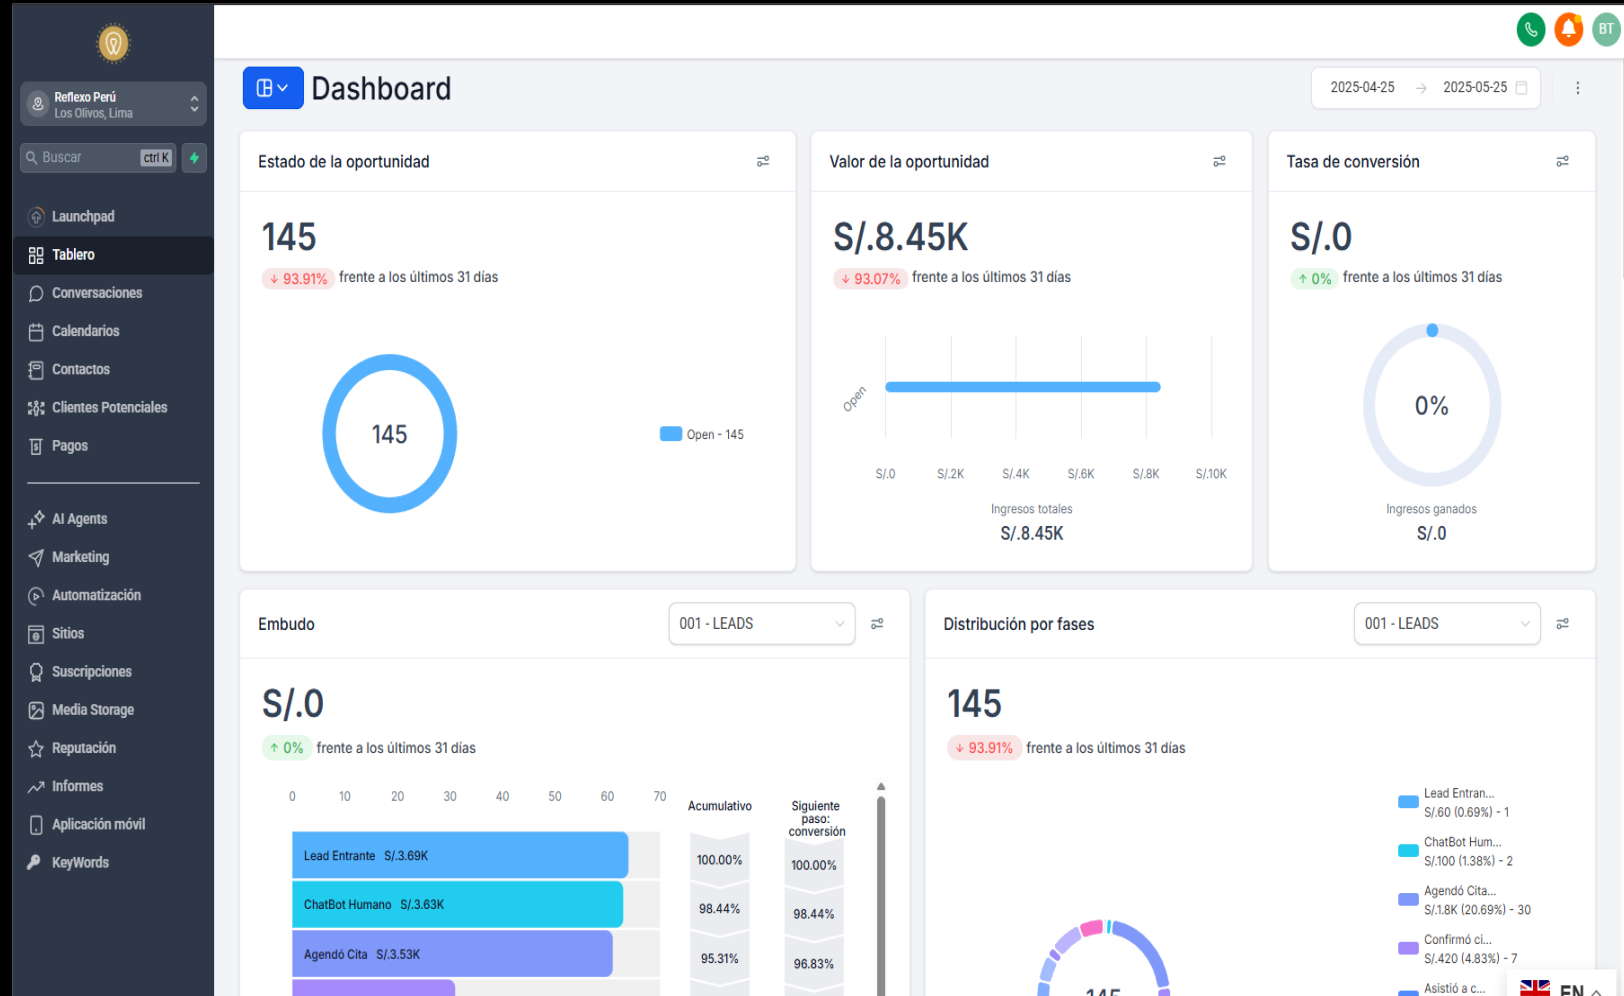 Reflexo Perú
Los Olivos, Lima
Buscar
ctrl K
Launchpad
Tablero
Conversaciones
Calendarios
Contactos
Clientes Potenciales
Pagos
AI Agents
Marketing
Automatización
Sitios
Suscripciones
Media Storage
Reputación
Informes
Aplicación móvil
KeyWords
BT
Dashboard
2025-04-25 → 2025-05-25
Estado de la oportunidad
145
↓ 93.91% frente a los últimos 31 días
145
Open - 145
Valor de la oportunidad
S/.8.45K
↓ 93.07% frente a los últimos 31 días
Open
S/.0 S/.2K S/.4K S/.6K S/.8K S/.10K
Ingresos totales
S/.8.45K
Tasa de conversión
S/.0
↑ 0% frente a los últimos 31 días
0%
Ingresos ganados
S/.0
Embudo
001 - LEADS
S/.0
↑ 0% frente a los últimos 31 días
0 10 20 30 40 50 60 70
Acumulativo
Siguiente
paso:
conversión
Lead Entrante S/.3.69K
100.00%
100.00%
ChatBot Humano S/.3.63K
98.44%
98.44%
Agendó Cita S/.3.53K
95.31%
96.83%
Distribución por fases
001 - LEADS
145
↓ 93.91% frente a los últimos 31 días
145
Lead Entran...
S/.60 (0.69%) - 1
ChatBot Hum...
S/.100 (1.38%) - 2
Agendó Cita...
S/.1.8K (20.69%) - 30
Confirmó ci...
S/.420 (4.83%) - 7
Asistió a c...
EN